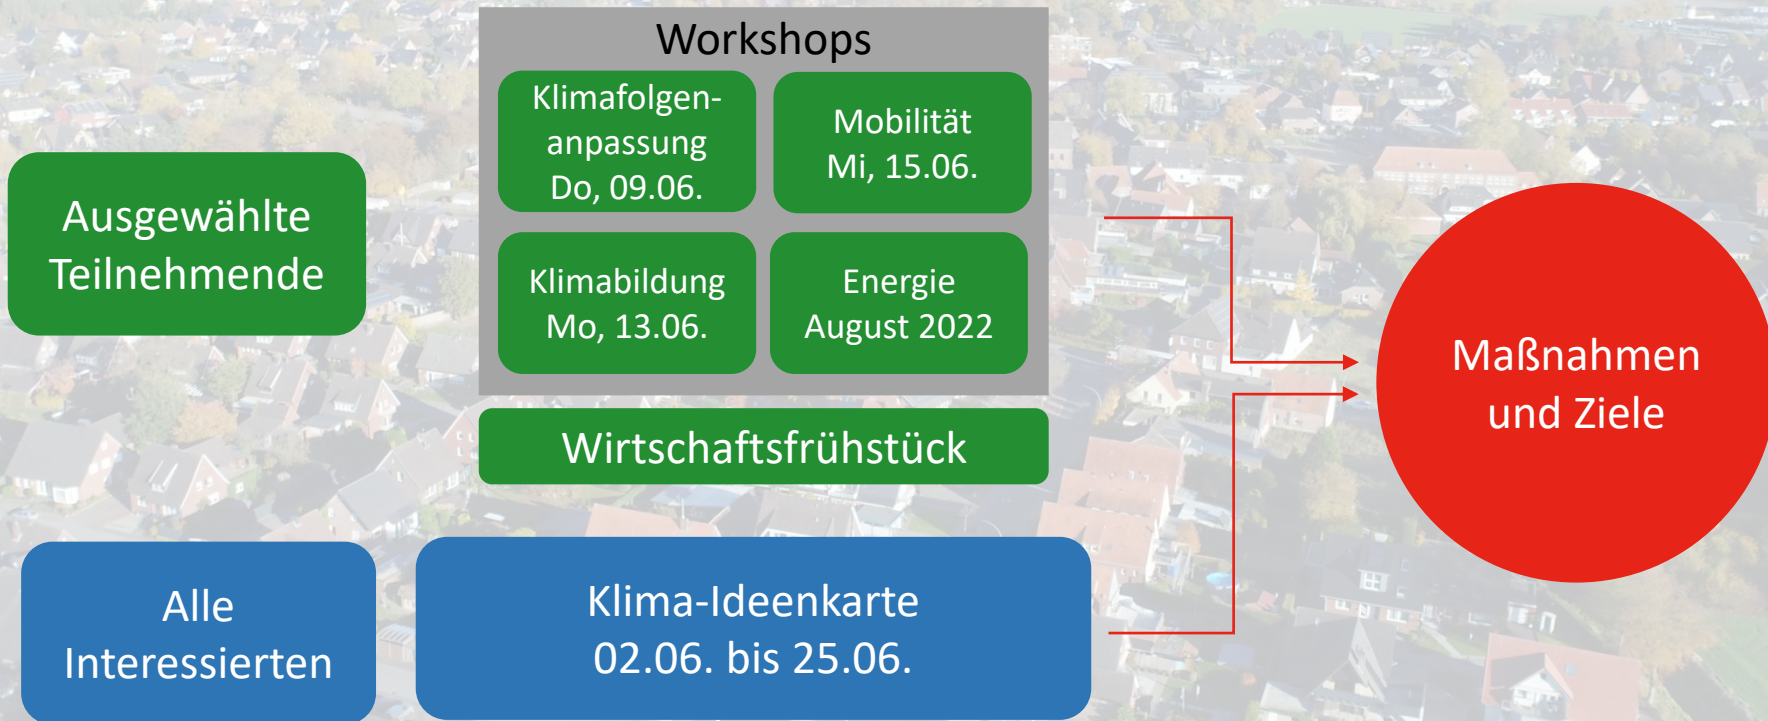 Workshops
Klimafolgen-
anpassung
Do, 09.06.
Mobilität
Mi, 15.06.
Klimabildung
Mo, 13.06.
Energie
August 2022
Ausgewählte
Teilnehmende
Wirtschaftsfrühstück
Alle
Interessierten
Klima-Ideenkarte
02.06. bis 25.06.
Maßnahmen
und Ziele